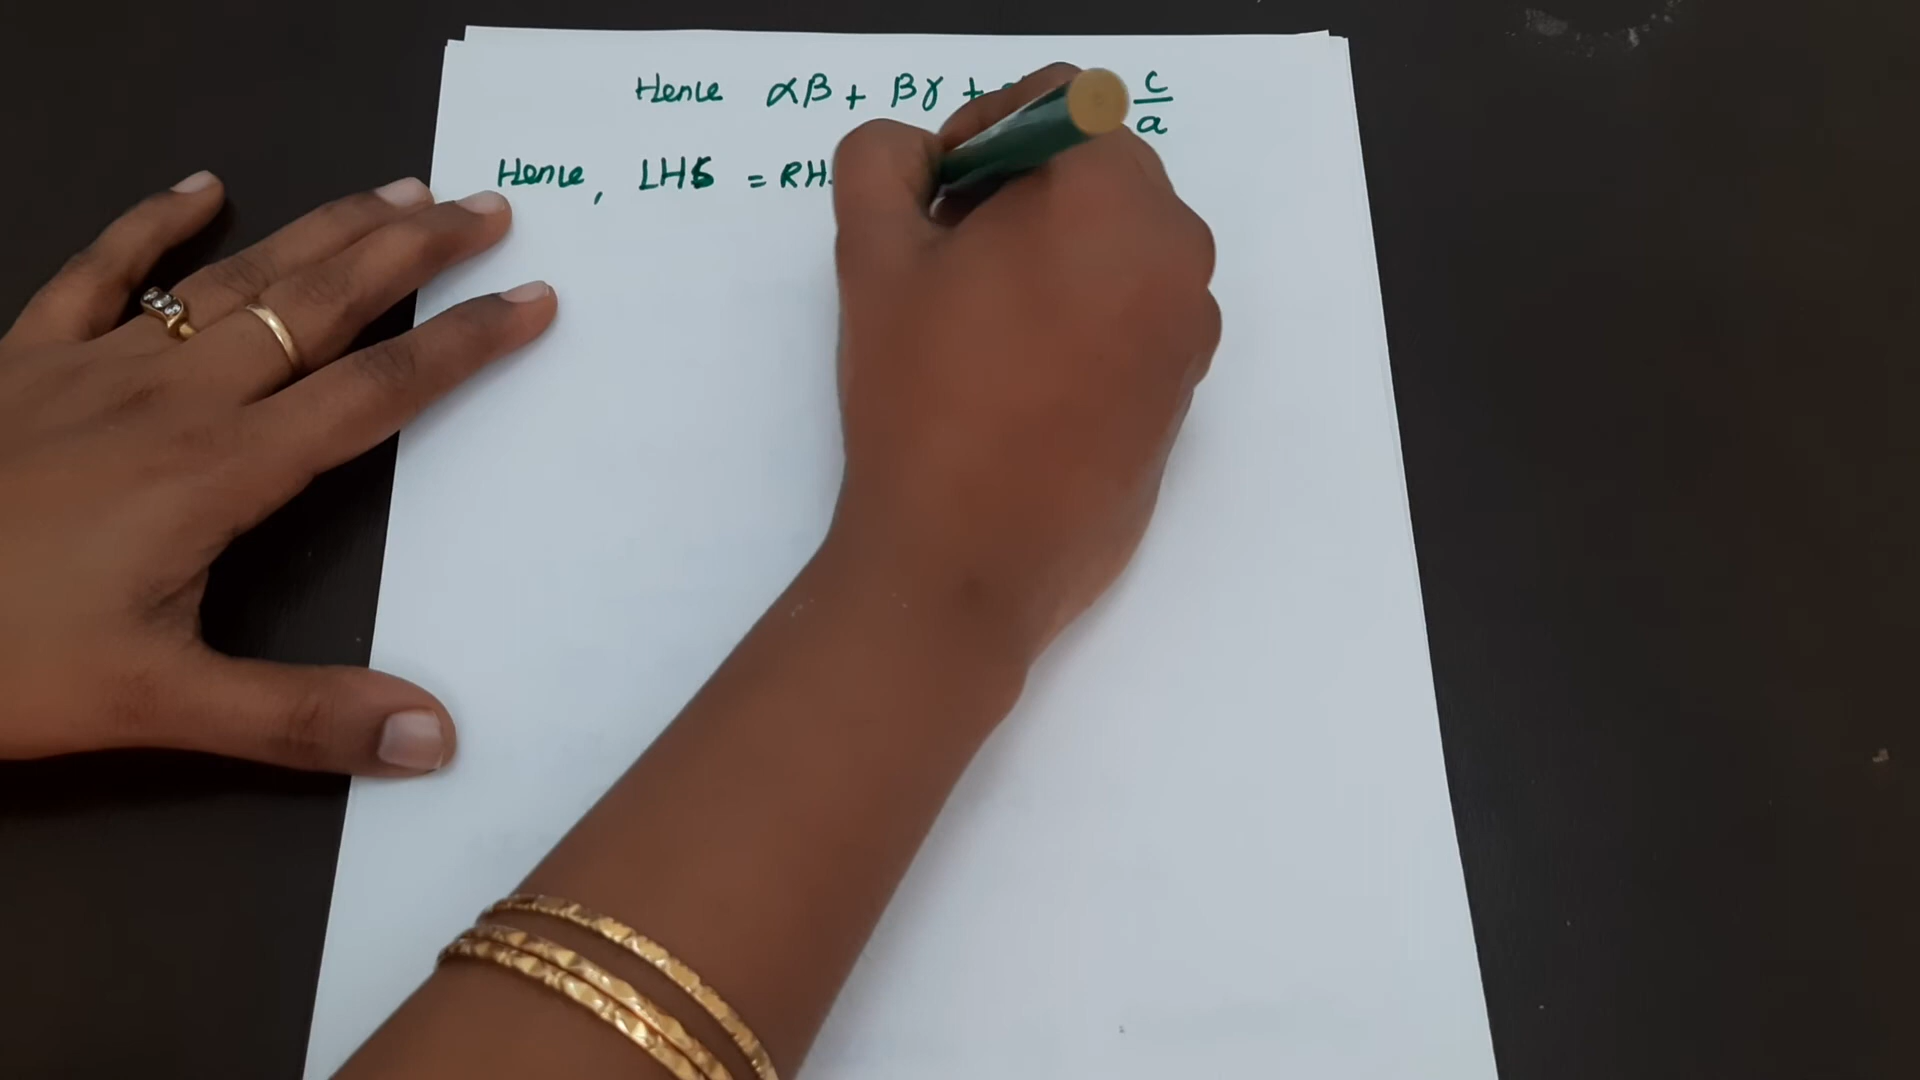 Hence αβ + βγ + c/a
Hence, LHS = RH